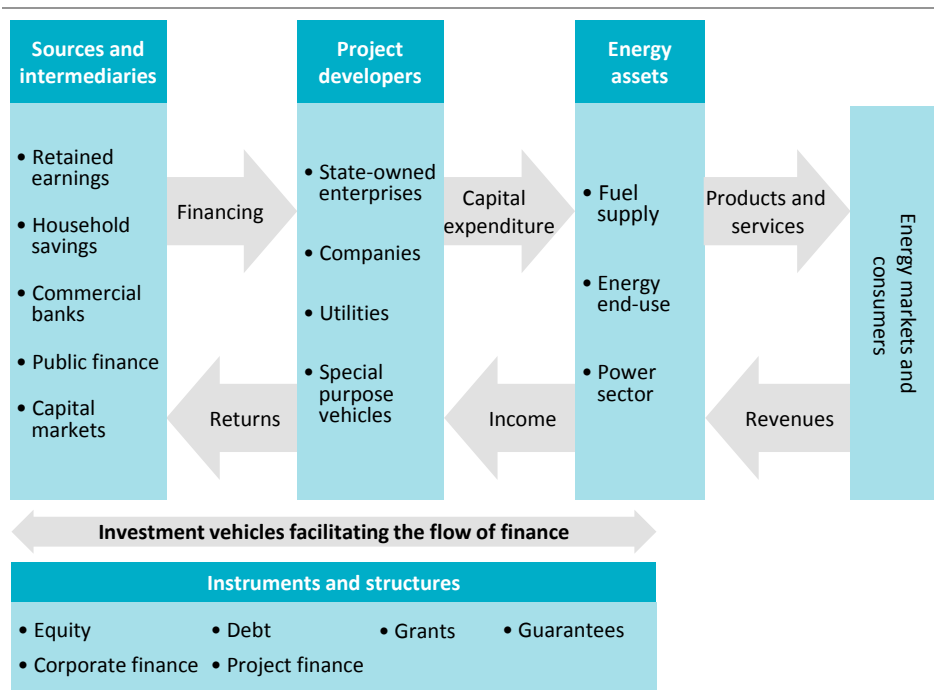 Sources and
intermediaries
• Retained
earnings
• Household
savings
• Commercial
banks
• Public finance
• Capital
markets
Financing
Returns
Project
developers
• State-owned
enterprises
• Companies
• Utilities
• Special
purpose
vehicles
Capital
expenditure
Income
Energy
assets
• Fuel
supply
• Energy
end-use
• Power
sector
Products and
services
Revenues
Energy markets and
consumers
Investment vehicles facilitating the flow of finance
Instruments and structures
• Equity • Debt • Grants • Guarantees
• Corporate finance • Project finance